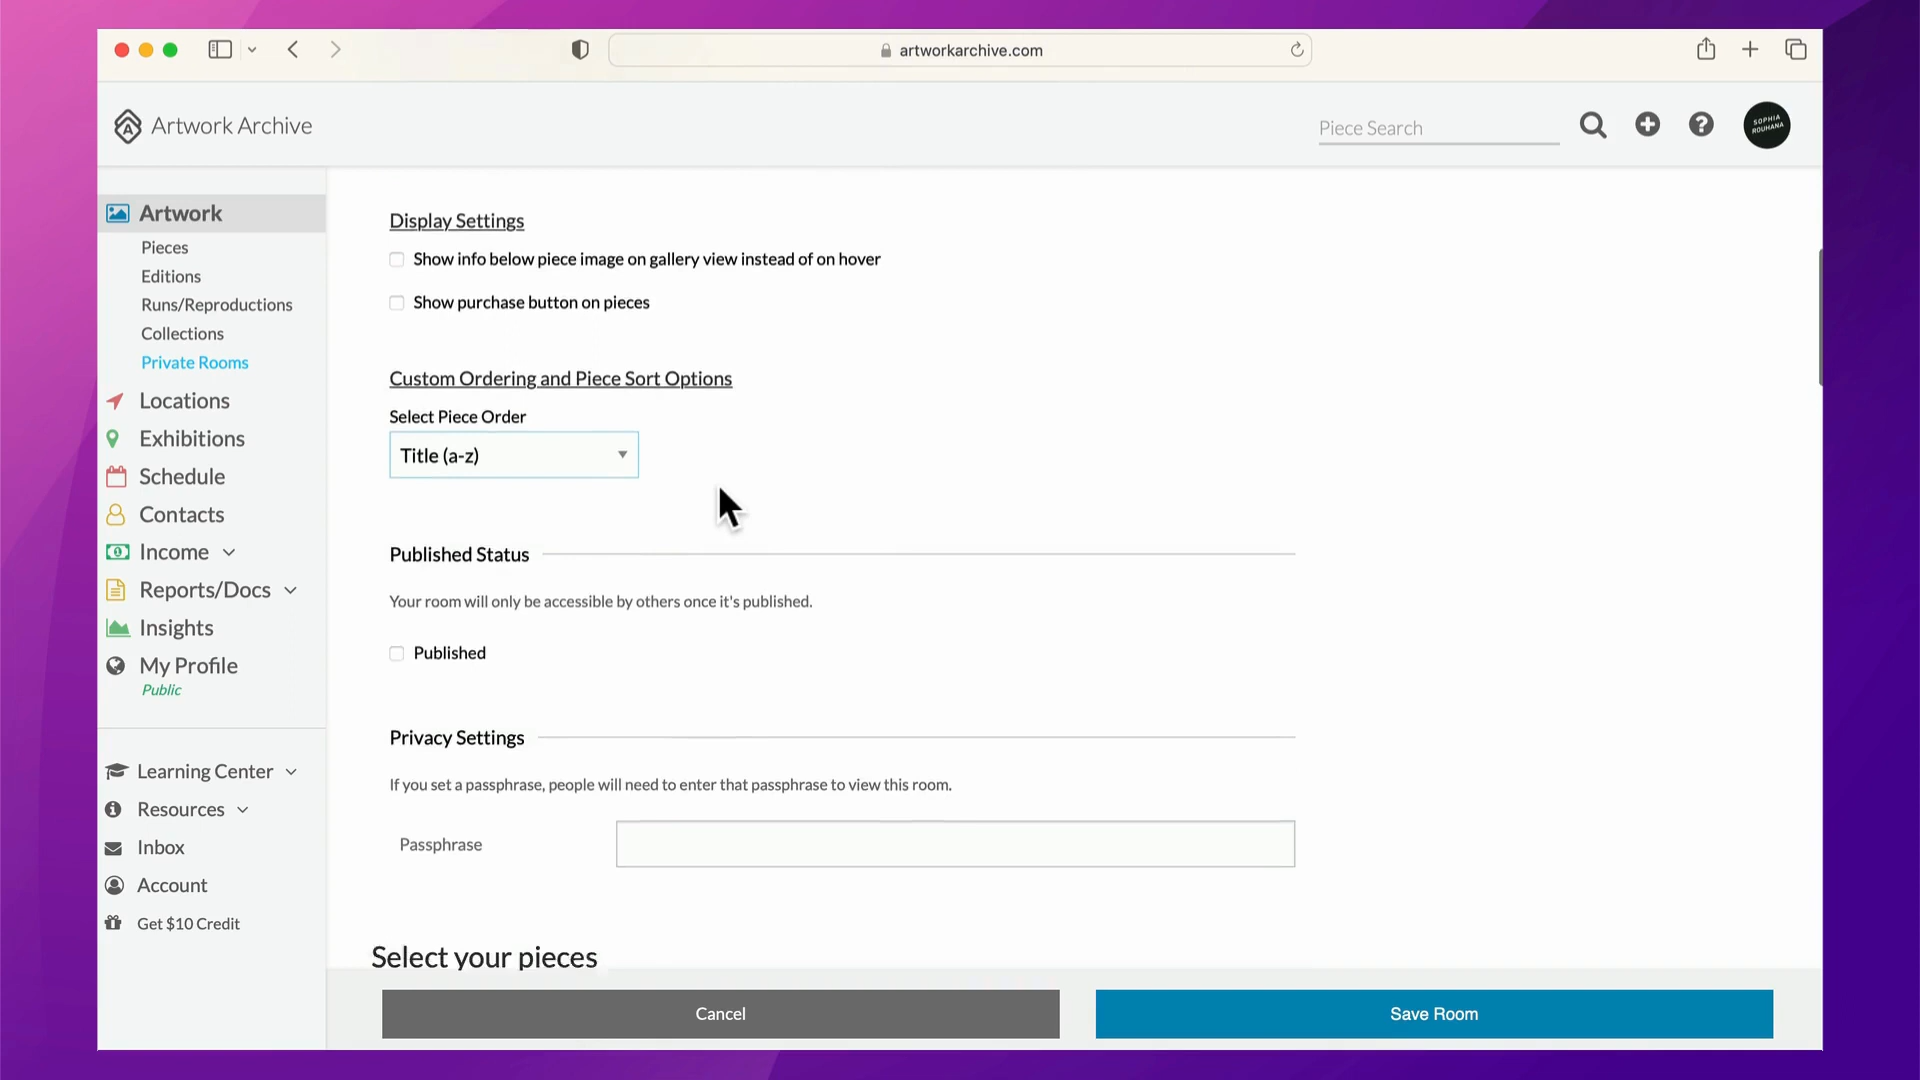 artworkarchive.com
Artwork Archive
Piece Search
SOPHIA
ROUHANA
Artwork
Pieces
Editions
Runs/Reproductions
Collections
Private Rooms
Locations
Exhibitions
Schedule
Contacts
Income
Reports/Docs
Insights
My Profile
Public
Learning Center
Resources
Inbox
Account
Get $10 Credit
Display Settings
Show info below piece image on gallery view instead of on hover
Show purchase button on pieces
Custom Ordering and Piece Sort Options
Select Piece Order
Title (a-z)
Published Status
Your room will only be accessible by others once it's published.
Published
Privacy Settings
If you set a passphrase, people will need to enter that passphrase to view this room.
Passphrase
Select your pieces
Cancel
Save Room